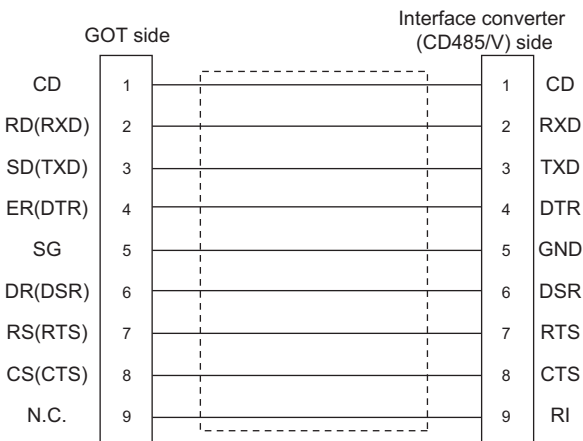 GOT side
Interface converter
(CD485/V) side
CD 1 1 CD
RD(RXD) 2 2 RXD
SD(TXD) 3 3 TXD
ER(DTR) 4 4 DTR
SG 5 5 GND
DR(DSR) 6 6 DSR
RS(RTS) 7 7 RTS
CS(CTS) 8 8 CTS
N.C. 9 9 RI